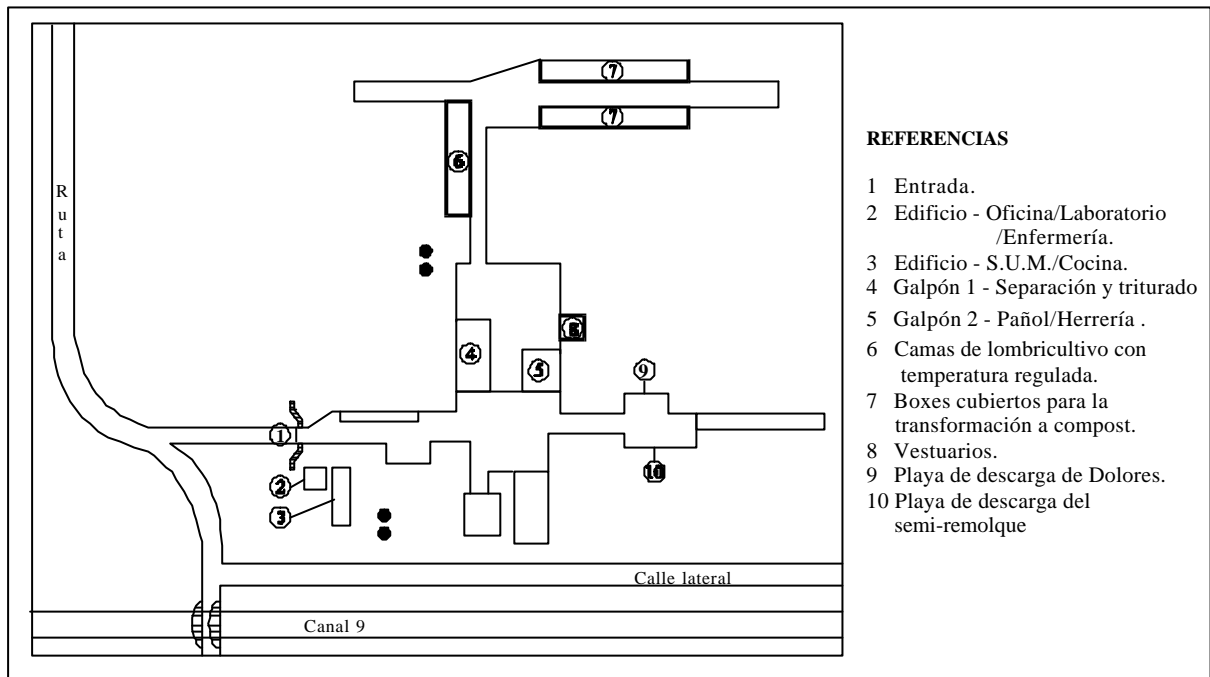 7
7
6
R
u
t
a
8
4
5
9
1
2
3
10
Calle lateral
Canal 9
REFERENCIAS
1 Entrada.
2 Edificio - Oficina/Laboratorio
/Enfermería.
3 Edificio - S.U.M./Cocina.
4 Galpón 1 - Separación y triturado
5 Galpón 2 - Pañol/Herrería .
6 Camas de lombricultivo con
temperatura regulada.
7 Boxes cubiertos para la
transformación a compost.
8 Vestuarios.
9 Playa de descarga de Dolores.
10 Playa de descarga del
semi-remolque